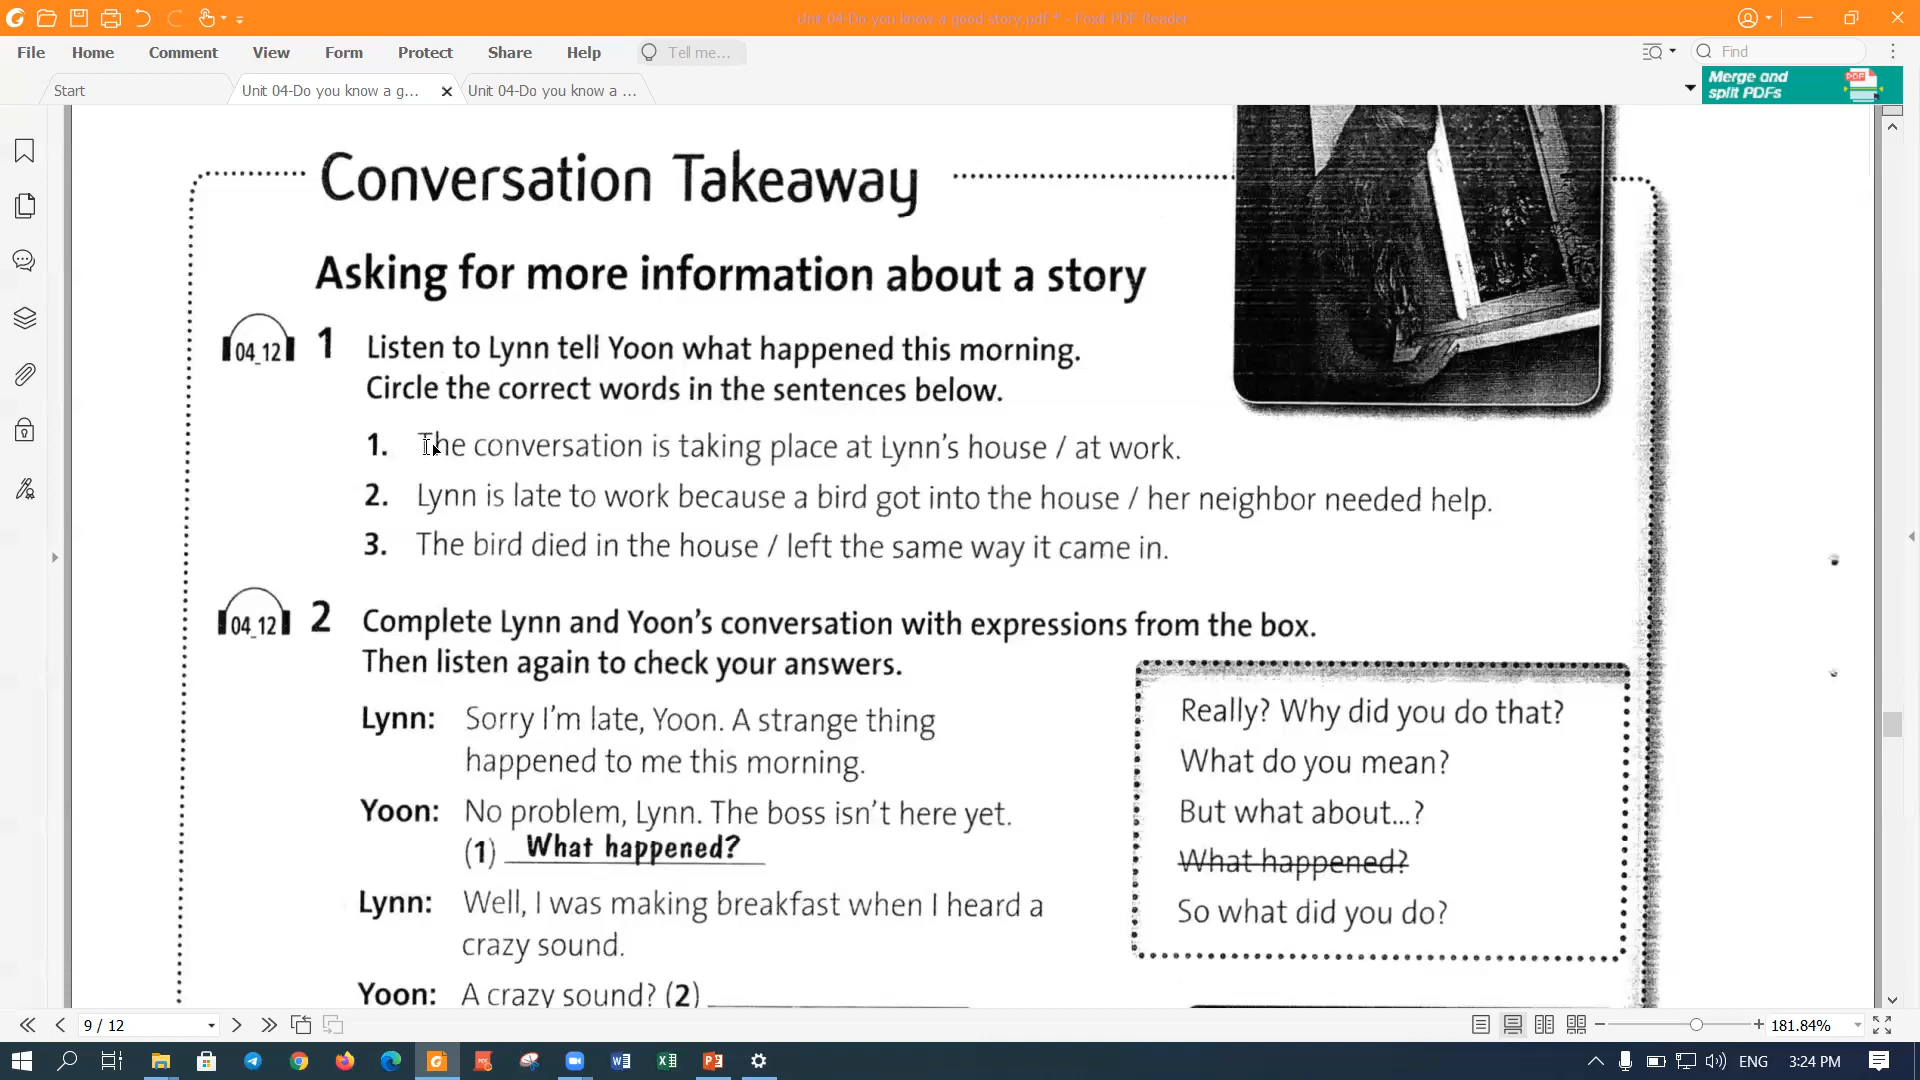 Unit 04-Do you know a good story.pdf * - Foxit PDF Reader
File Home Comment View Form Protect Share Help Tell me... Find
Start Unit 04-Do you know a g... Unit 04-Do you know a ... Merge and split PDFs
Conversation Takeaway
Asking for more information about a story
04_12 1 Listen to Lynn tell Yoon what happened this morning.
Circle the correct words in the sentences below.
1. The conversation is taking place at Lynn's house / at work.
2. Lynn is late to work because a bird got into the house / her neighbor needed help.
3. The bird died in the house / left the same way it came in.
04_12 2 Complete Lynn and Yoon's conversation with expressions from the box.
Then listen again to check your answers.
Lynn: Sorry I'm late, Yoon. A strange thing
happened to me this morning.
Yoon: No problem, Lynn. The boss isn't here yet.
(1) What happened?
Lynn: Well, I was making breakfast when I heard a
crazy sound.
Yoon: A crazy sound? (2)
Really? Why did you do that?
What do you mean?
But what about...?
What happened?
So what did you do?
9 / 12 181.84%
ENG 3:24 PM